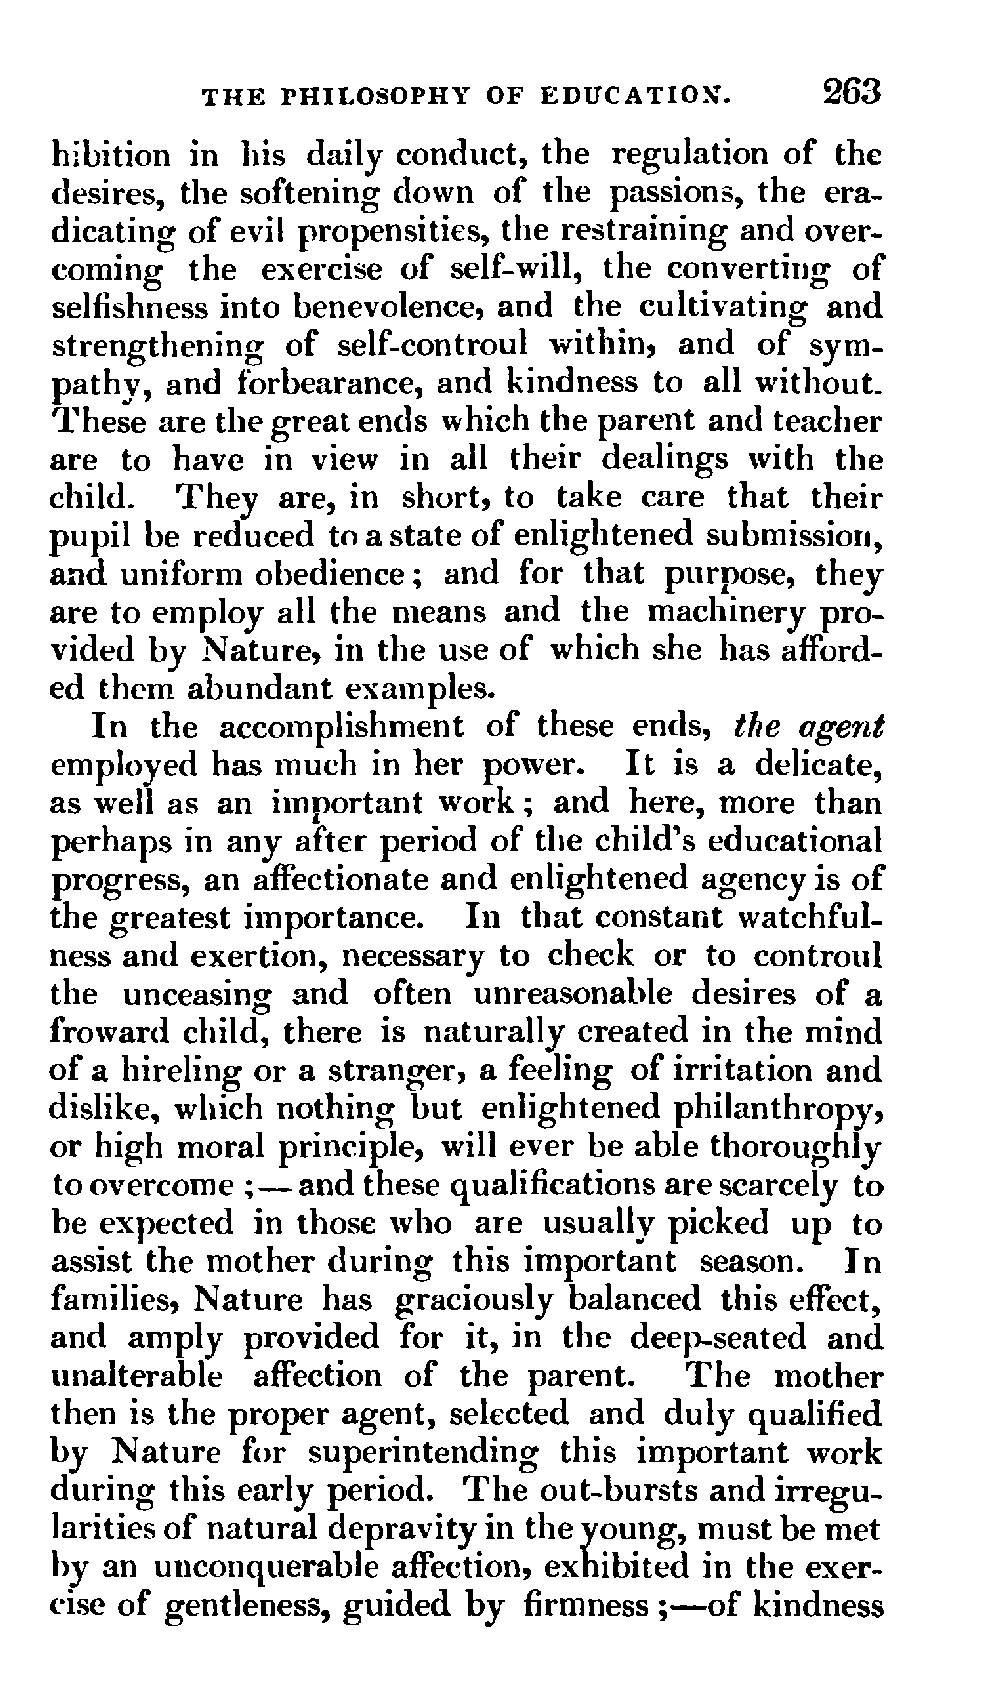 THE PHILOSOPHY OF EDUCATION. 263
hibition in his daily conduct, the regulation of the
desires, the softening down of the passions, the era-
dicating of evil propensities, the restraining and over-
coming the exercise of self-will, the converting of
selfishness into benevolence, and the cultivating and
strengthening of self-controul within, and of sym-
pathy, and forbearance, and kindness to all without.
These are the great ends which the parent and teacher
are to have in view in all their dealings with the
child. They are, in short, to take care that their
pupil be reduced to a state of enlightened submission,
and uniform obedience; and for that purpose, they
are to employ all the means and the machinery pro-
vided by Nature, in the use of which she has afford-
ed them abundant examples.
In the accomplishment of these ends, the agent
employed has much in her power. It is a delicate,
as well as an important work; and here, more than
perhaps in any after period of the child's educational
progress, an affectionate and enlightened agency is of
the greatest importance. In that constant watchful-
ness and exertion, necessary to check or to controul
the unceasing and often unreasonable desires of a
froward child, there is naturally created in the mind
of a hireling or a stranger, a feeling of irritation and
dislike, which nothing but enlightened philanthropy,
or high moral principle, will ever be able thoroughly
to overcome ;—and these qualifications are scarcely to
be expected in those who are usually picked up to
assist the mother during this important season. In
families, Nature has graciously balanced this effect,
and amply provided for it, in the deep-seated and
unalterable affection of the parent. The mother
then is the proper agent, selected and duly qualified
by Nature for superintending this important work
during this early period. The out-bursts and irregu-
larities of natural depravity in the young, must be met
by an unconquerable affection, exhibited in the exer-
cise of gentleness, guided by firmness ;—of kindness